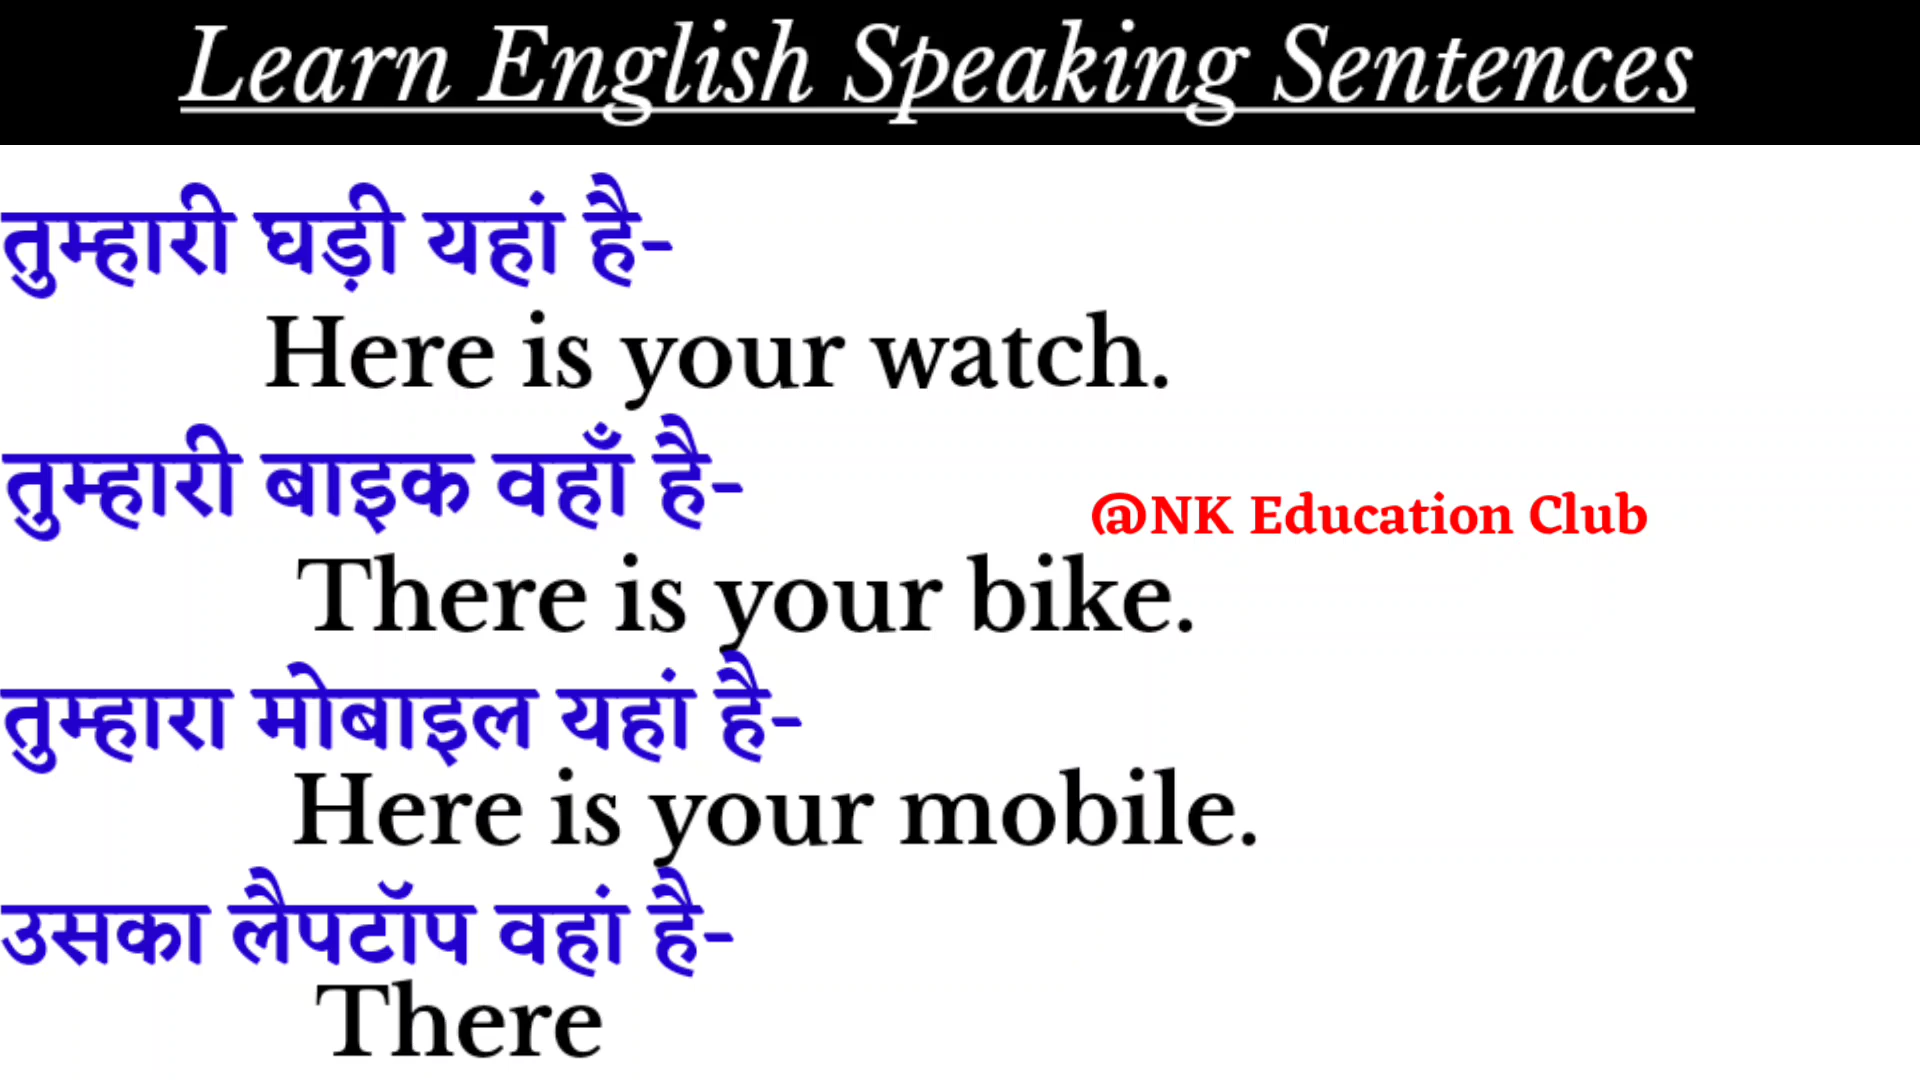 Learn English Speaking Sentences
तुम्हारी घड़ी यहां है-
Here is your watch.
तुम्हारी बाइक वहाँ है-
@NK Education Club
There is your bike.
तुम्हारा मोबाइल यहां है-
Here is your mobile.
उसका लैपटॉप वहां है-
There